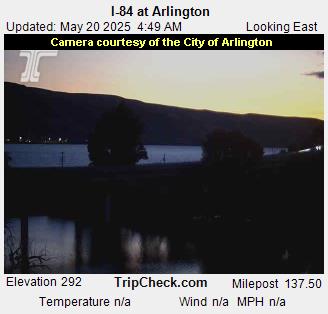 I-84 at Arlington
Updated: May 20 2025 4:49 AM Looking East
Camera courtesy of the City of Arlington
Elevation 292 TripCheck.com Milepost 137.50
Temperature n/a Wind n/a MPH n/a